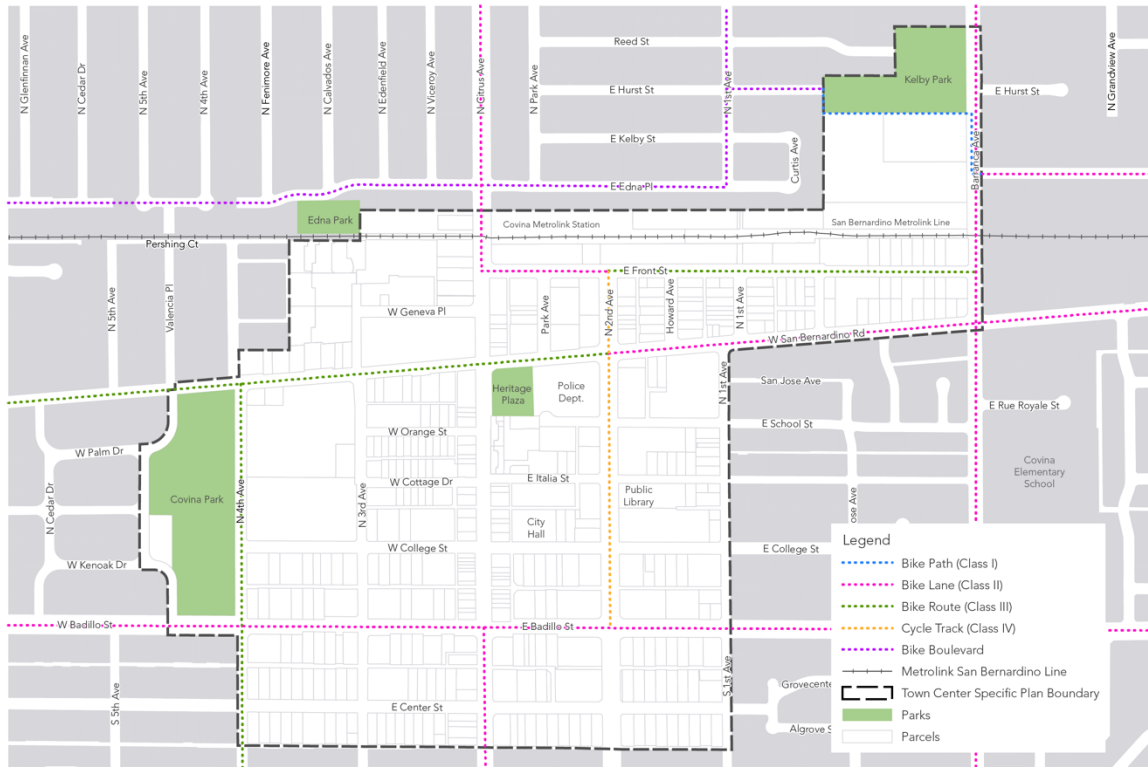 N Glenfinnan Ave
N Cedar Dr
N 5th Ave
N 4th Ave
N Fenimore Ave
N Calvados Ave
N Edenfield Ave
N Viceroy Ave
N Citrus Ave
N Park Ave
Reed St
N 1st Ave
Kelby Park
N Grandview Ave
E Hurst St
E Hurst St
E Kelby St
Curtis Ave
Barranca Ave
E Edna Pl
Edna Park
Covina Metrolink Station
San Bernardino Metrolink Line
Pershing Ct
E Front St
N 5th Ave
Valencia Pl
W Geneva Pl
Park Ave
N 2nd Ave
Howard Ave
N 1st Ave
W San Bernardino Rd
Heritage
Plaza
Police
Dept.
N 1st Ave
San Jose Ave
E Rue Royale St
W Orange St
E School St
W Palm Dr
N Cedar Dr
Covina Park
N 4th Ave
N 3rd Ave
W Cottage Dr
E Italia St
Public
Library
Covina
Elementary
School
City
Hall
ose Ave
W College St
E College St
W Kenoak Dr
W Badillo St
E Badillo St
S 5th Ave
S 1st Ave
E Center St
Grovecente
Algrove S
Legend
Bike Path (Class I)
Bike Lane (Class II)
Bike Route (Class III)
Cycle Track (Class IV)
Bike Boulevard
Metrolink San Bernardino Line
Town Center Specific Plan Boundary
Parks
Parcels